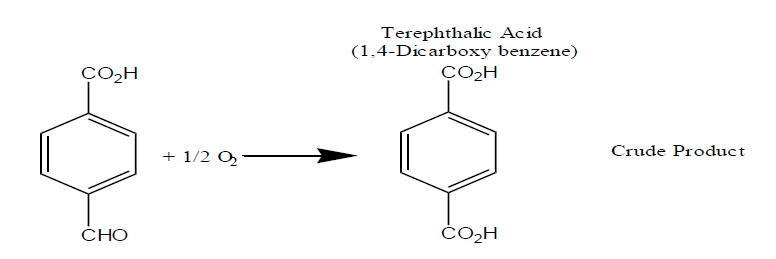 Terephthalic Acid
(1,4-Dicarboxy benzene)
CO₂H
CO₂H
+ 1/2 O₂
Crude Product
CHO
CO₂H